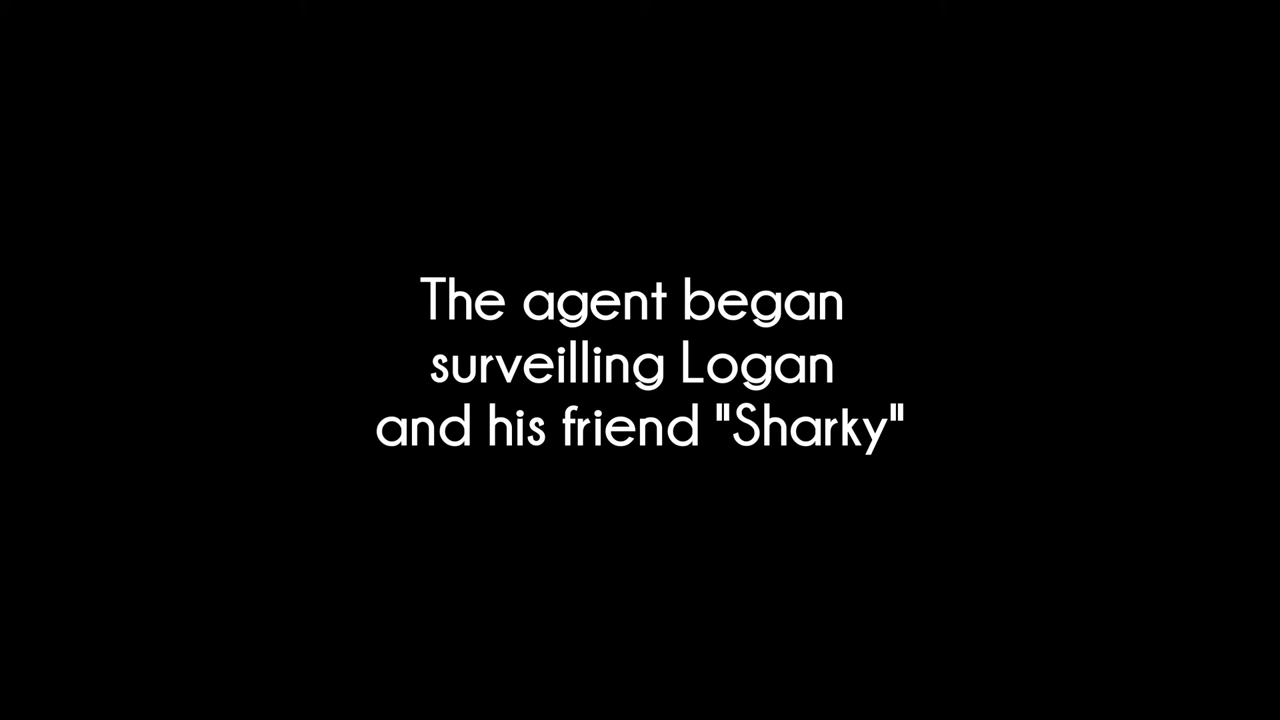 The agent began
surveilling Logan
and his friend "Sharky"